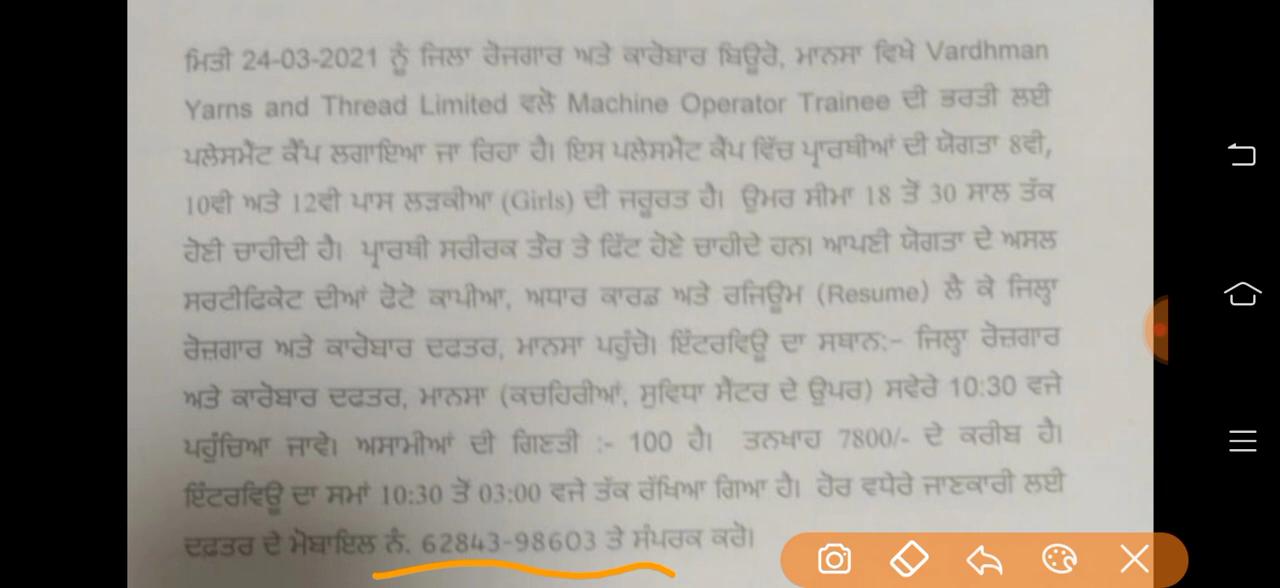 ਮਿਤੀ 24-03-2021 ਨੂੰ ਜਿਲਾ ਰੋਜਗਾਰ ਅਤੇ ਕਾਰੋਬਾਰ ਬਿਊਰੋ, ਮਾਨਸਾ ਵਿਖੇ Vardhman
Yarns and Thread Limited ਵਲੋ Machine Operator Trainee ਦੀ ਭਰਤੀ ਲਈ
ਪਲੇਸਮੈਂਟ ਕੈਂਪ ਲਗਾਇਆ ਜਾ ਰਿਹਾ ਹੈ। ਇਸ ਪਲੇਸਮੈਂਟ ਕੈਂਪ ਵਿੱਚ ਪ੍ਰਾਰਥੀਆਂ ਦੀ ਯੋਗਤਾ 8ਵੀ,
10ਵੀ ਅਤੇ 12ਵੀ ਪਾਸ ਲੜਕੀਆ (Girls) ਦੀ ਜਰੂਰਤ ਹੈ। ਉਮਰ ਸੀਮਾ 18 ਤੋਂ 30 ਸਾਲ ਤੱਕ
ਹੋਣੀ ਚਾਹੀਦੀ ਹੈ। ਪ੍ਰਾਰਥੀ ਸਰੀਰਕ ਤੌਰ ਤੇ ਫਿੱਟ ਹੋਣੇ ਚਾਹੀਦੇ ਹਨ। ਆਪਣੀ ਯੋਗਤਾ ਦੇ ਅਸਲ
ਸਰਟੀਫਿਕੇਟ ਦੀਆਂ ਫੋਟੋ ਕਾਪੀਆ, ਅਧਾਰ ਕਾਰਡ ਅਤੇ ਰਜਿਊਮ (Resume) ਲੈ ਕੇ ਜਿਲ੍ਹਾ
ਰੋਜ਼ਗਾਰ ਅਤੇ ਕਾਰੋਬਾਰ ਦਫਤਰ, ਮਾਨਸਾ ਪਹੁੰਚੋ। ਇੰਟਰਵਿਊ ਦਾ ਸਥਾਨ:- ਜਿਲ੍ਹਾ ਰੋਜ਼ਗਾਰ
ਅਤੇ ਕਾਰੋਬਾਰ ਦਫਤਰ, ਮਾਨਸਾ (ਕਚਹਿਰੀਆਂ, ਸੁਵਿਧਾ ਸੈਂਟਰ ਦੇ ਉਪਰ) ਸਵੇਰੇ 10:30 ਵਜੇ
ਪਹੁੰਚਿਆ ਜਾਵੇ। ਅਸਾਮੀਆਂ ਦੀ ਗਿਣਤੀ :- 100 ਹੈ। ਤਨਖਾਹ 7800/- ਦੇ ਕਰੀਬ ਹੈ।
ਇੰਟਰਵਿਊ ਦਾ ਸਮਾਂ 10:30 ਤੋਂ 03:00 ਵਜੇ ਤੱਕ ਰੱਖਿਆ ਗਿਆ ਹੈ। ਹੋਰ ਵਧੇਰੇ ਜਾਣਕਾਰੀ ਲਈ
ਦਫ਼ਤਰ ਦੇ ਮੋਬਾਇਲ ਨੰ. 62843-98603 ਤੇ ਸੰਪਰਕ ਕਰੋ।